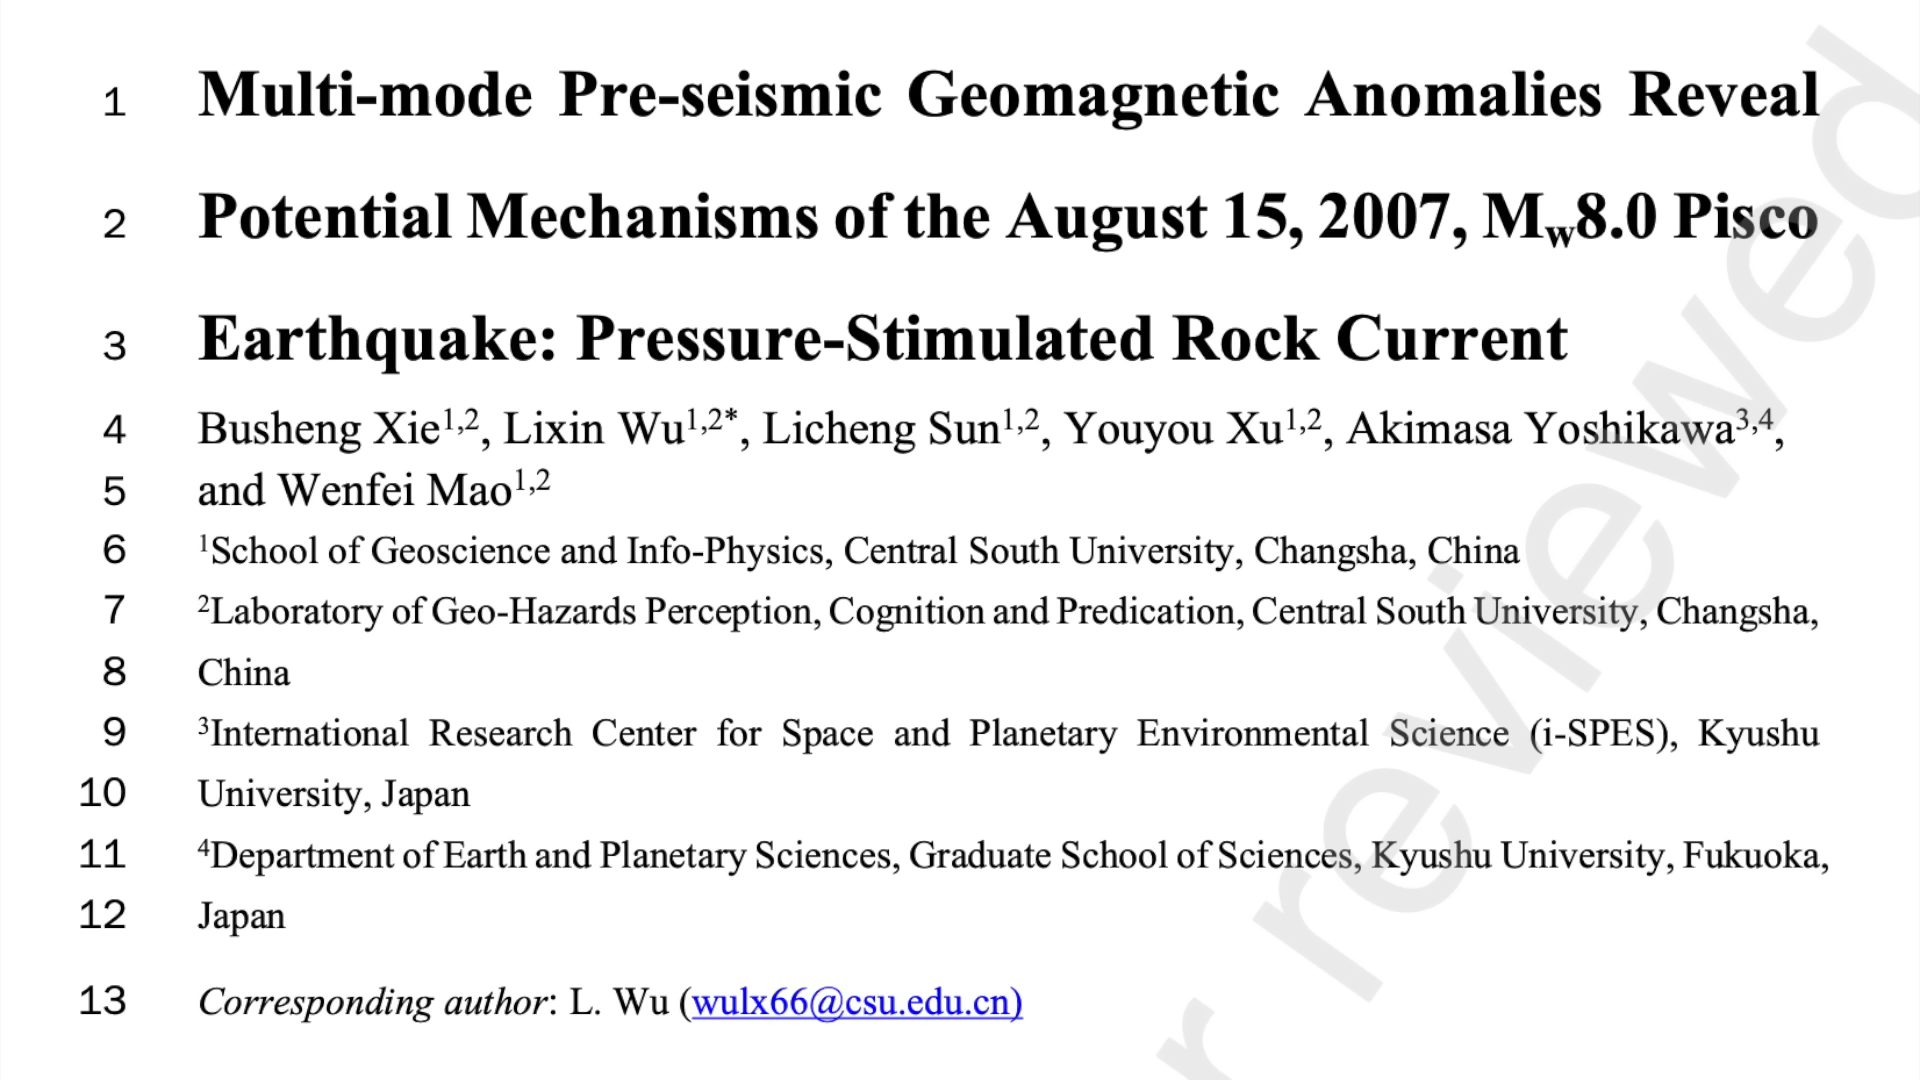 1 Multi-mode Pre-seismic Geomagnetic Anomalies Reveal
2 Potential Mechanisms of the August 15, 2007, Mw8.0 Pisco
3 Earthquake: Pressure-Stimulated Rock Current
4 Busheng Xie1,2, Lixin Wu1,2*, Licheng Sun1,2, Youyou Xu1,2, Akimasa Yoshikawa3,4,
5 and Wenfei Mao1,2
6 1School of Geoscience and Info-Physics, Central South University, Changsha, China
7 2Laboratory of Geo-Hazards Perception, Cognition and Predication, Central South University, Changsha,
8 China
9 3International Research Center for Space and Planetary Environmental Science (i-SPES), Kyushu
10 University, Japan
11 4Department of Earth and Planetary Sciences, Graduate School of Sciences, Kyushu University, Fukuoka,
12 Japan
13 Corresponding author: L. Wu (wulx66@csu.edu.cn)
r reviewed